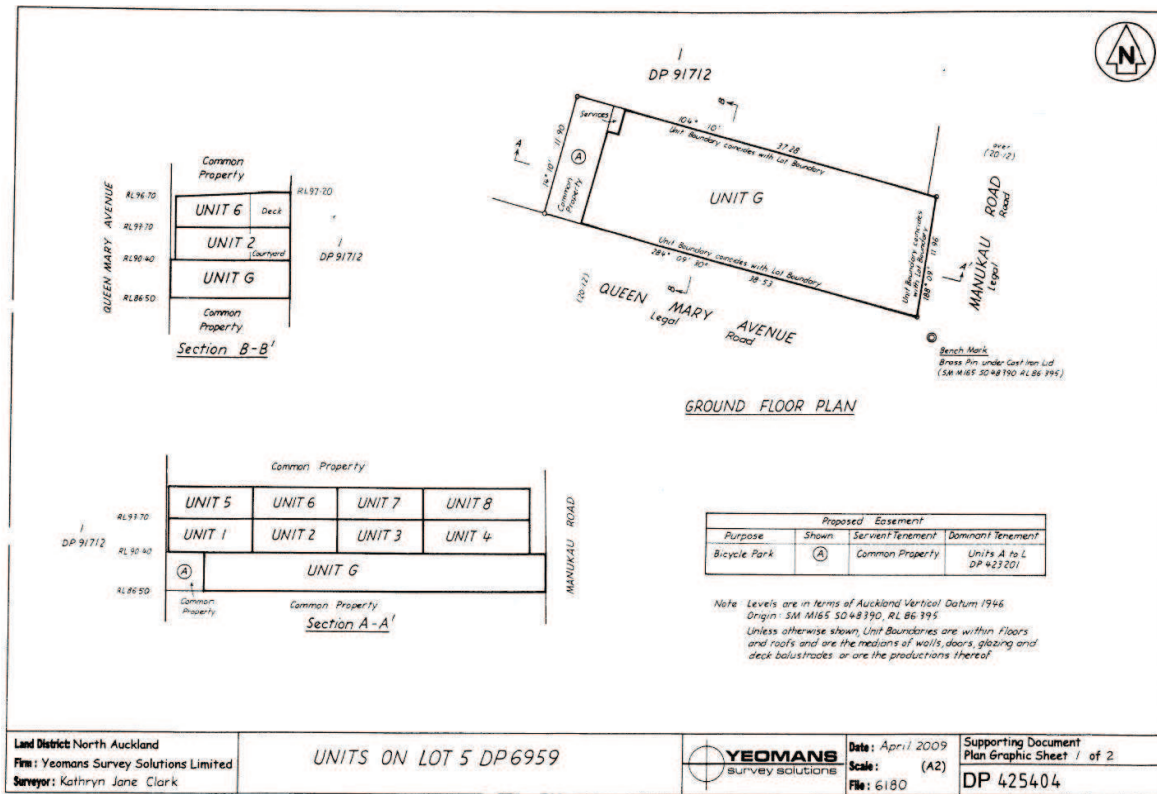 N
1
DP 91712
Services
A
A
Common
Property
14° 10' 11·90
B
104° 10' 37·28
Unit Boundary coincides with Lot Boundary
UNIT G
over
(20·12)
MANUKAU ROAD
Legal Road
Unit Boundary coincides
with Lot Boundary
188° 09' 11·96
A'
Unit Boundary coincides with Lot Boundary
284° 09' 30" 38·53
B'
(20·12)
QUEEN MARY AVENUE
Legal Road
Bench Mark
Brass Pin under Cast Iron Lid
(SM M165 SO 48390 RL 86·395)
GROUND FLOOR PLAN
QUEEN MARY AVENUE
Common
Property
RL96·70
RL97·20
UNIT 6 Deck
RL93·70
UNIT 2
Courtyard
1
DP 91712
RL90·40
UNIT G
RL86·50
Common
Property
Section B-B'
Common Property
UNIT 5 UNIT 6 UNIT 7 UNIT 8
RL93·70
UNIT 1 UNIT 2 UNIT 3 UNIT 4
1
DP 91712
RL 90·40
A
UNIT G
RL86·50
Common
Property
Common Property
MANUKAU ROAD
Section A-A'
Proposed Easement
Purpose Shown Servient Tenement Dominant Tenement
Bicycle Park A Common Property Units A to L
DP 423201
Note Levels are in terms of Auckland Vertical Datum 1946
Origin: SM M165 SO 48390, RL 86·395
Unless otherwise shown, Unit Boundaries are within floors
and roofs and are the medians of walls, doors, glazing and
deck balustrades or are the productions thereof
Land District: North Auckland
Firm: Yeomans Survey Solutions Limited
Surveyor: Kathryn Jane Clark
UNITS ON LOT 5 DP 6959
YEOMANS
survey solutions
Date: April 2009
Scale: (A2)
File: 6180
Supporting Document
Plan Graphic Sheet 1 of 2
DP 425404